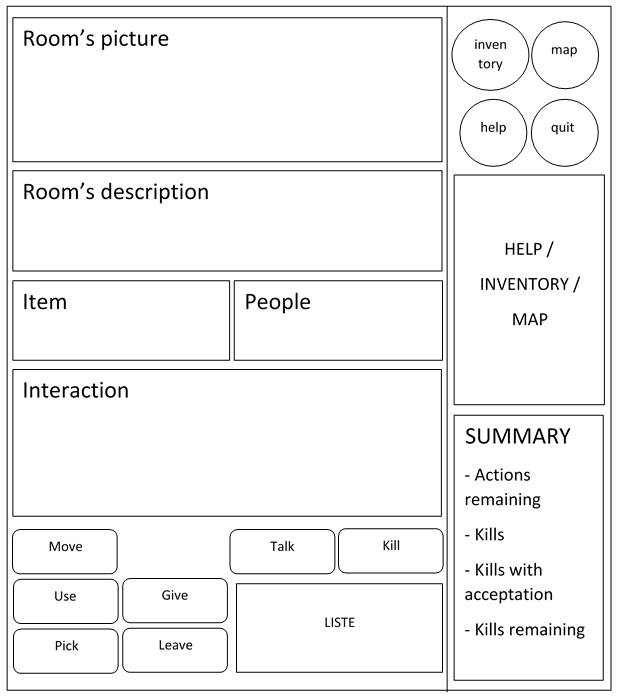 Room's picture
inven
tory
map
help
quit
Room's description
HELP /
INVENTORY /
MAP
Item
People
Interaction
SUMMARY
- Actions
remaining
- Kills
- Kills with
acceptation
- Kills remaining
Move
Talk
Kill
Use
Give
LISTE
Pick
Leave